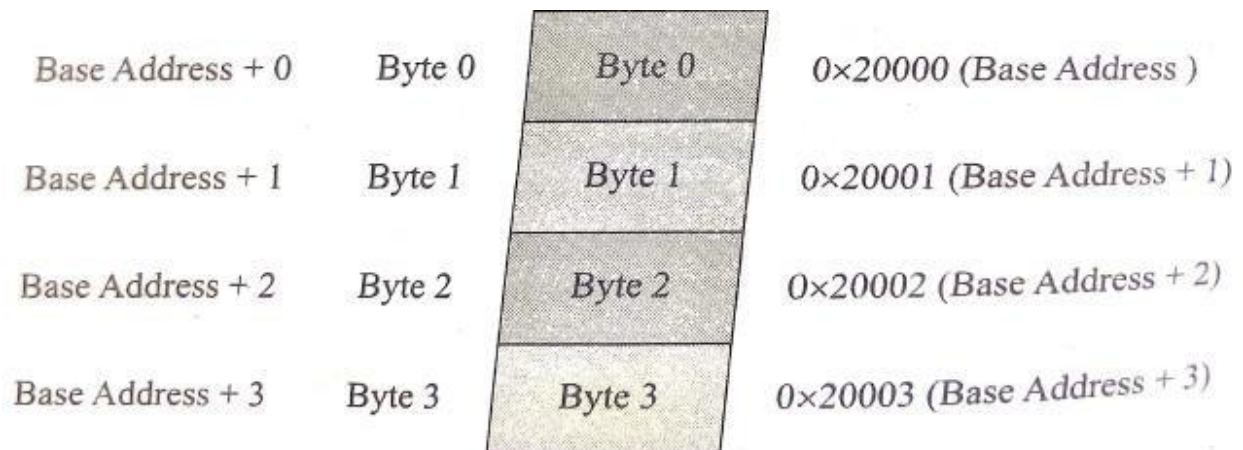 Base Address + 0 Byte 0 Byte 0 0×20000 (Base Address )
Base Address + 1 Byte 1 Byte 1 0×20001 (Base Address + 1)
Base Address + 2 Byte 2 Byte 2 0×20002 (Base Address + 2)
Base Address + 3 Byte 3 Byte 3 0×20003 (Base Address + 3)